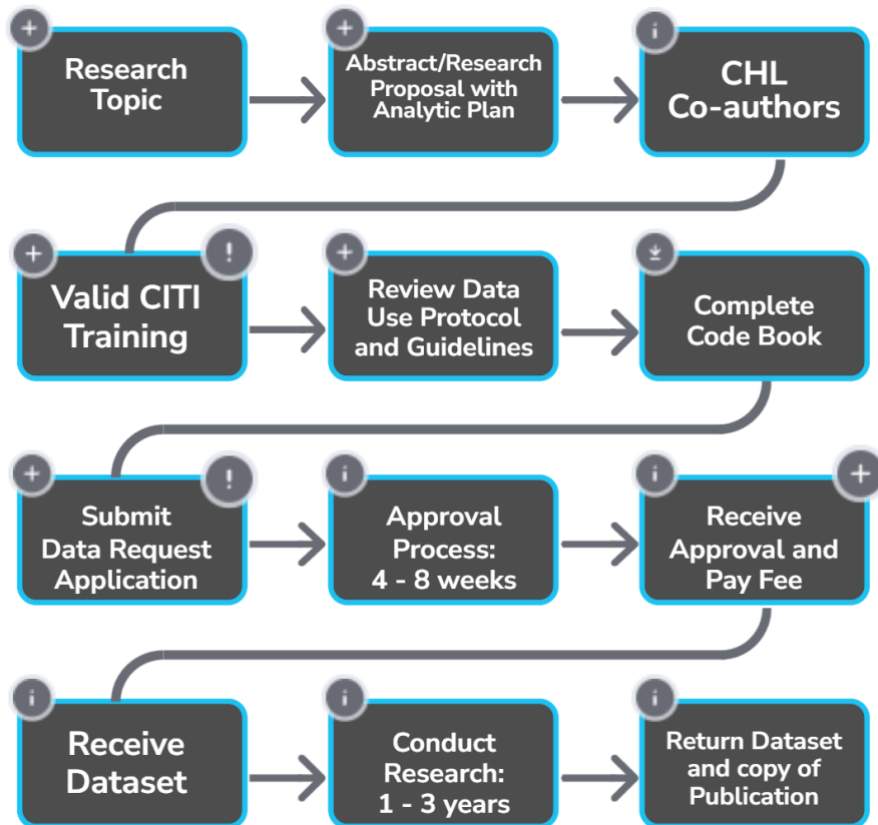 Research
Topic
Abstract/Research
Proposal with
Analytic Plan
CHL
Co-authors
Valid CITI
Training
Review Data
Use Protocol
and Guidelines
Complete
Code Book
Submit
Data Request
Application
Approval
Process:
4 - 8 weeks
Receive
Approval and
Pay Fee
Receive
Dataset
Conduct
Research:
1 - 3 years
Return Dataset
and copy of
Publication